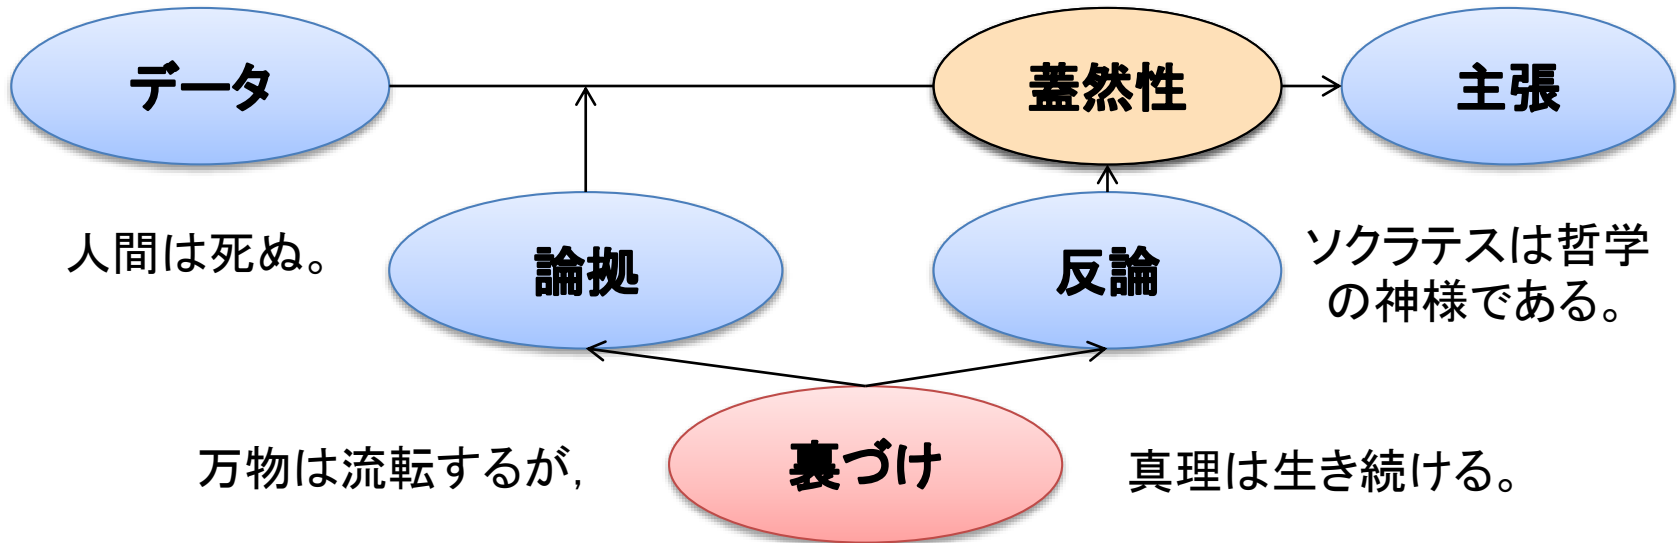 データ
蓋然性
主張
人間は死ぬ。
論拠
反論
ソクラテスは哲学
の神様である。
万物は流転するが,
裏づけ
真理は生き続ける。